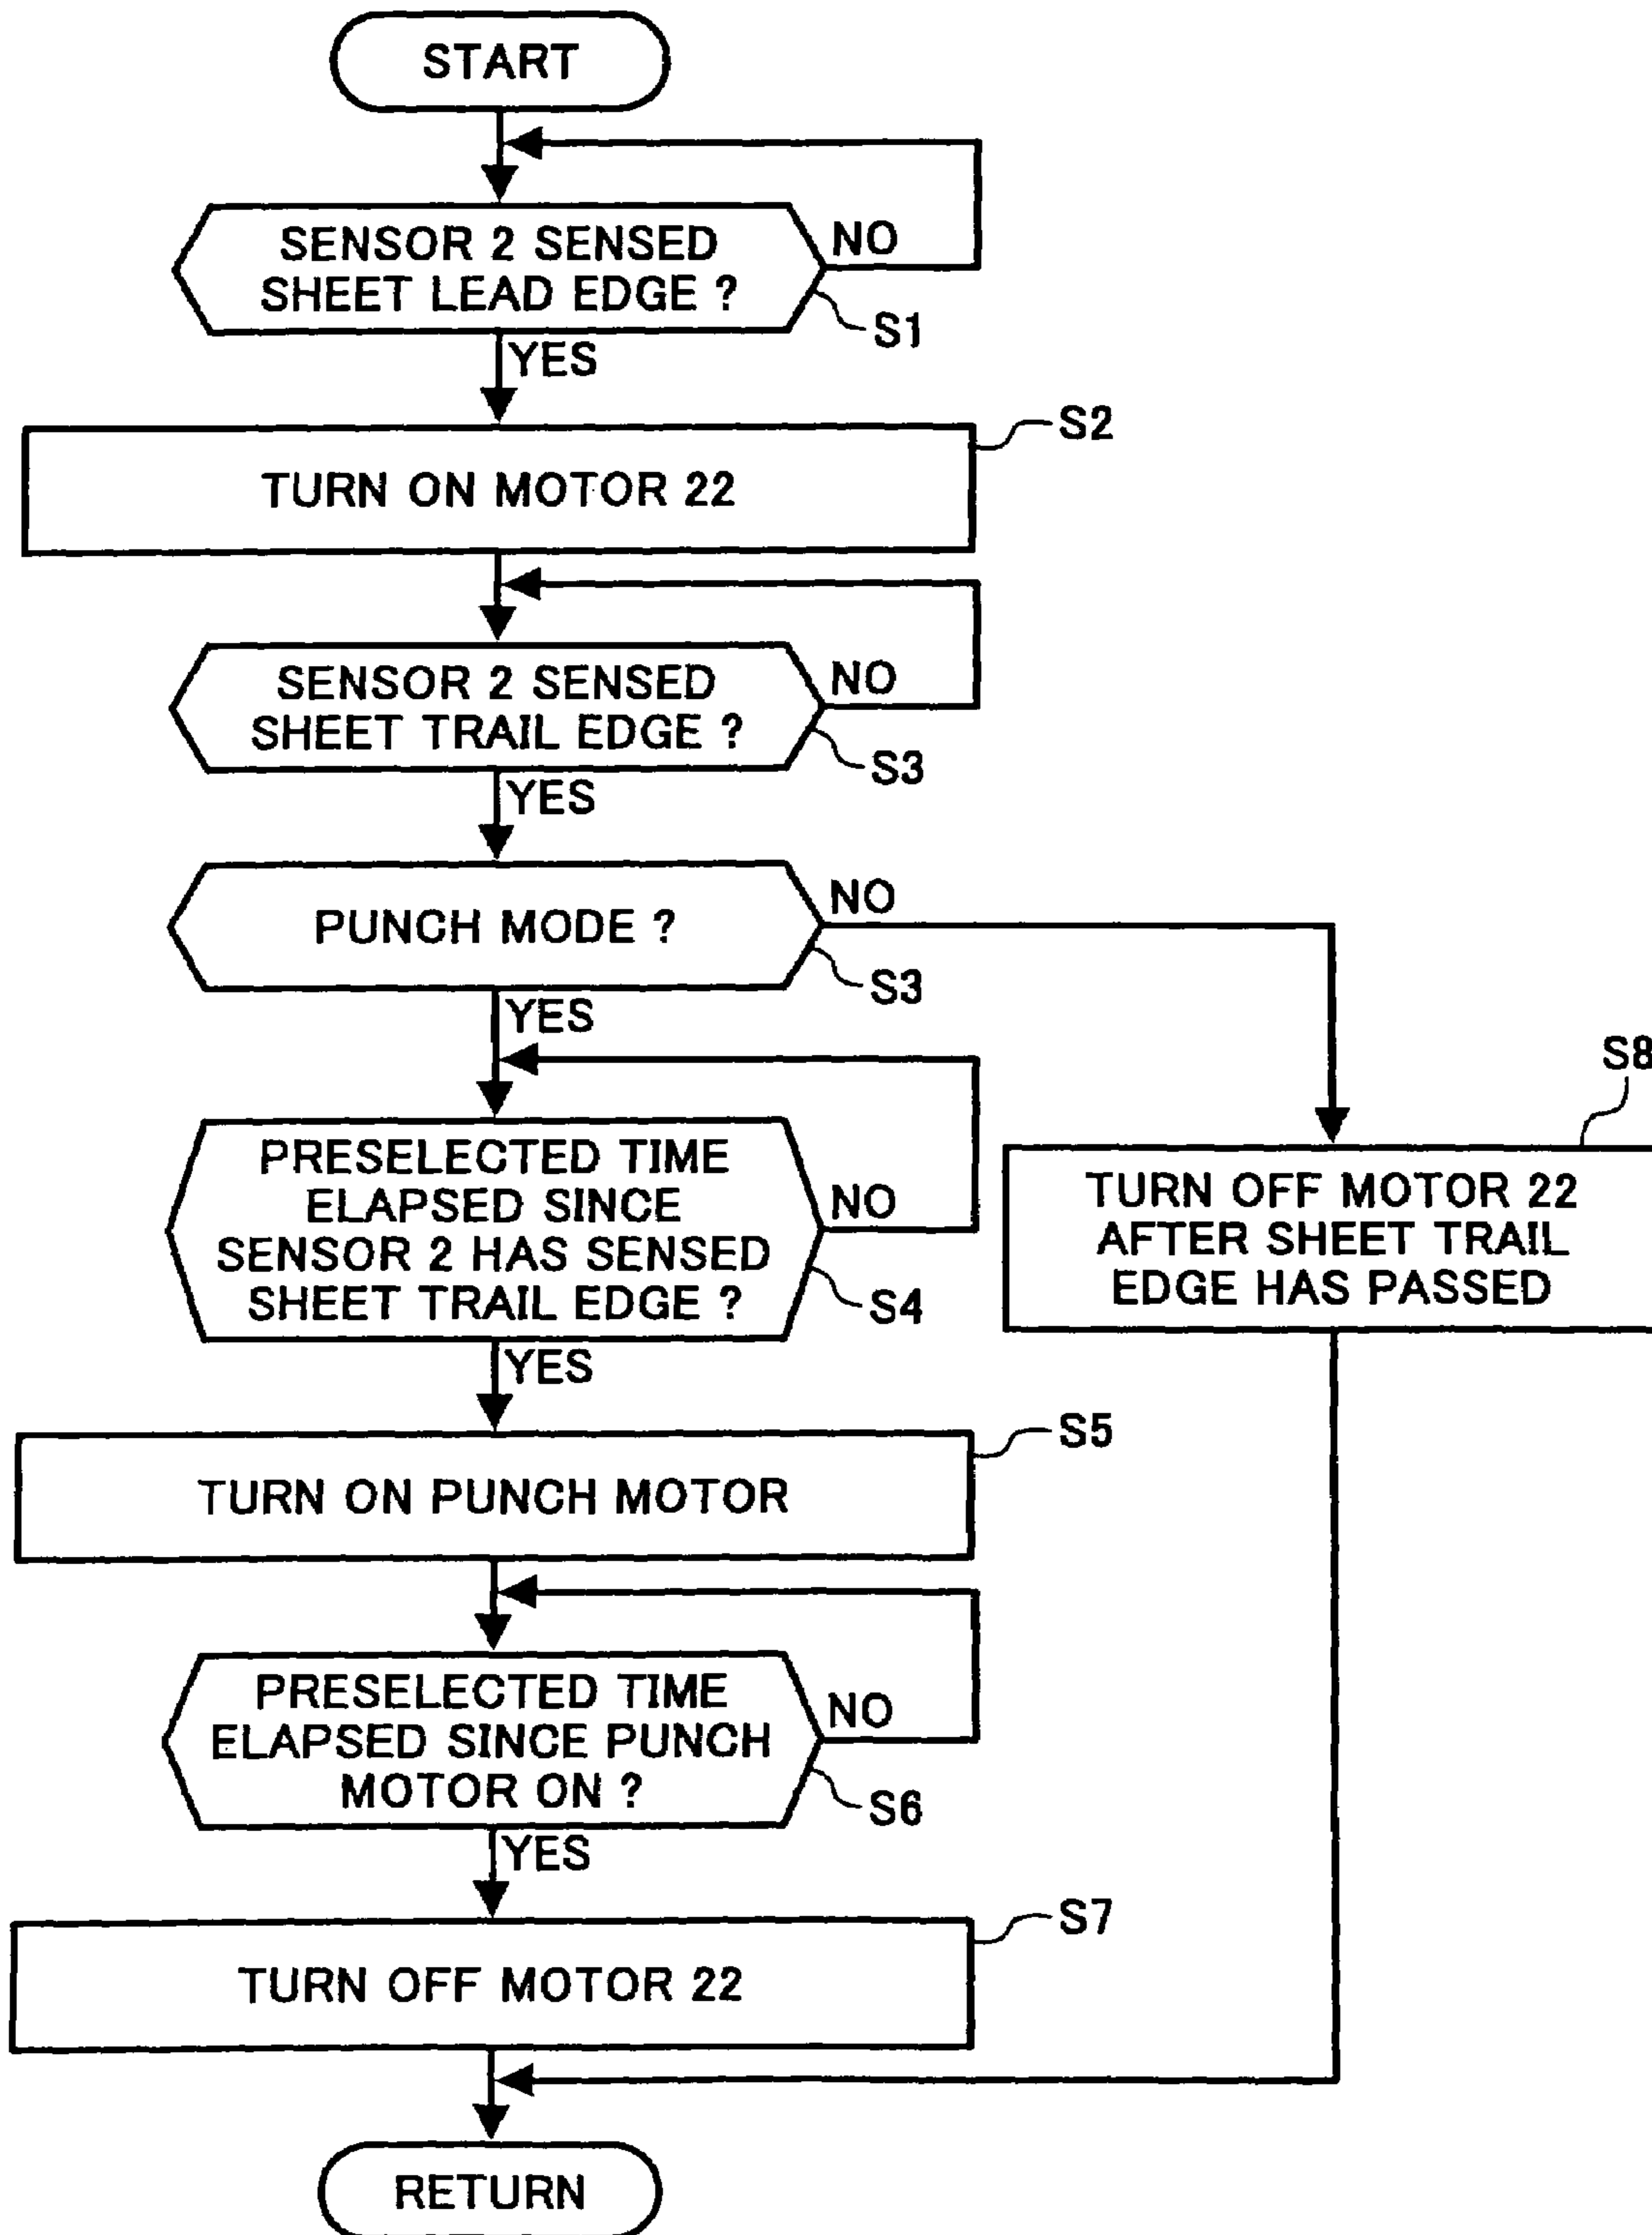 START
SENSOR 2 SENSED
SHEET LEAD EDGE ?
NO
S1
YES
S2
TURN ON MOTOR 22
SENSOR 2 SENSED
SHEET TRAIL EDGE ?
NO
S3
YES
PUNCH MODE ?
NO
S3
YES
S8
PRESELECTED TIME
ELAPSED SINCE
SENSOR 2 HAS SENSED
SHEET TRAIL EDGE ?
NO
S4
TURN OFF MOTOR 22
AFTER SHEET TRAIL
EDGE HAS PASSED
YES
S5
TURN ON PUNCH MOTOR
PRESELECTED TIME
ELAPSED SINCE PUNCH
MOTOR ON ?
NO
S6
YES
S7
TURN OFF MOTOR 22
RETURN